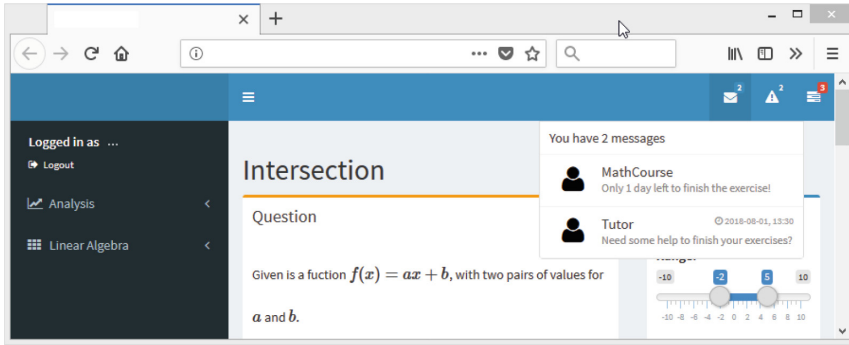 2
2
3
Logged in as ...
Logout
Analysis
Linear Algebra
Intersection
Question
Given is a fuction f(x) = ax + b, with two pairs of values for
a and b.
You have 2 messages
MathCourse
Only 1 day left to finish the exercise!
Tutor 2018-08-01, 13:30
Need some help to finish your exercises?
-10 -2 5 10
-10 -8 -6 -4 -2 0 2 4 6 8 10